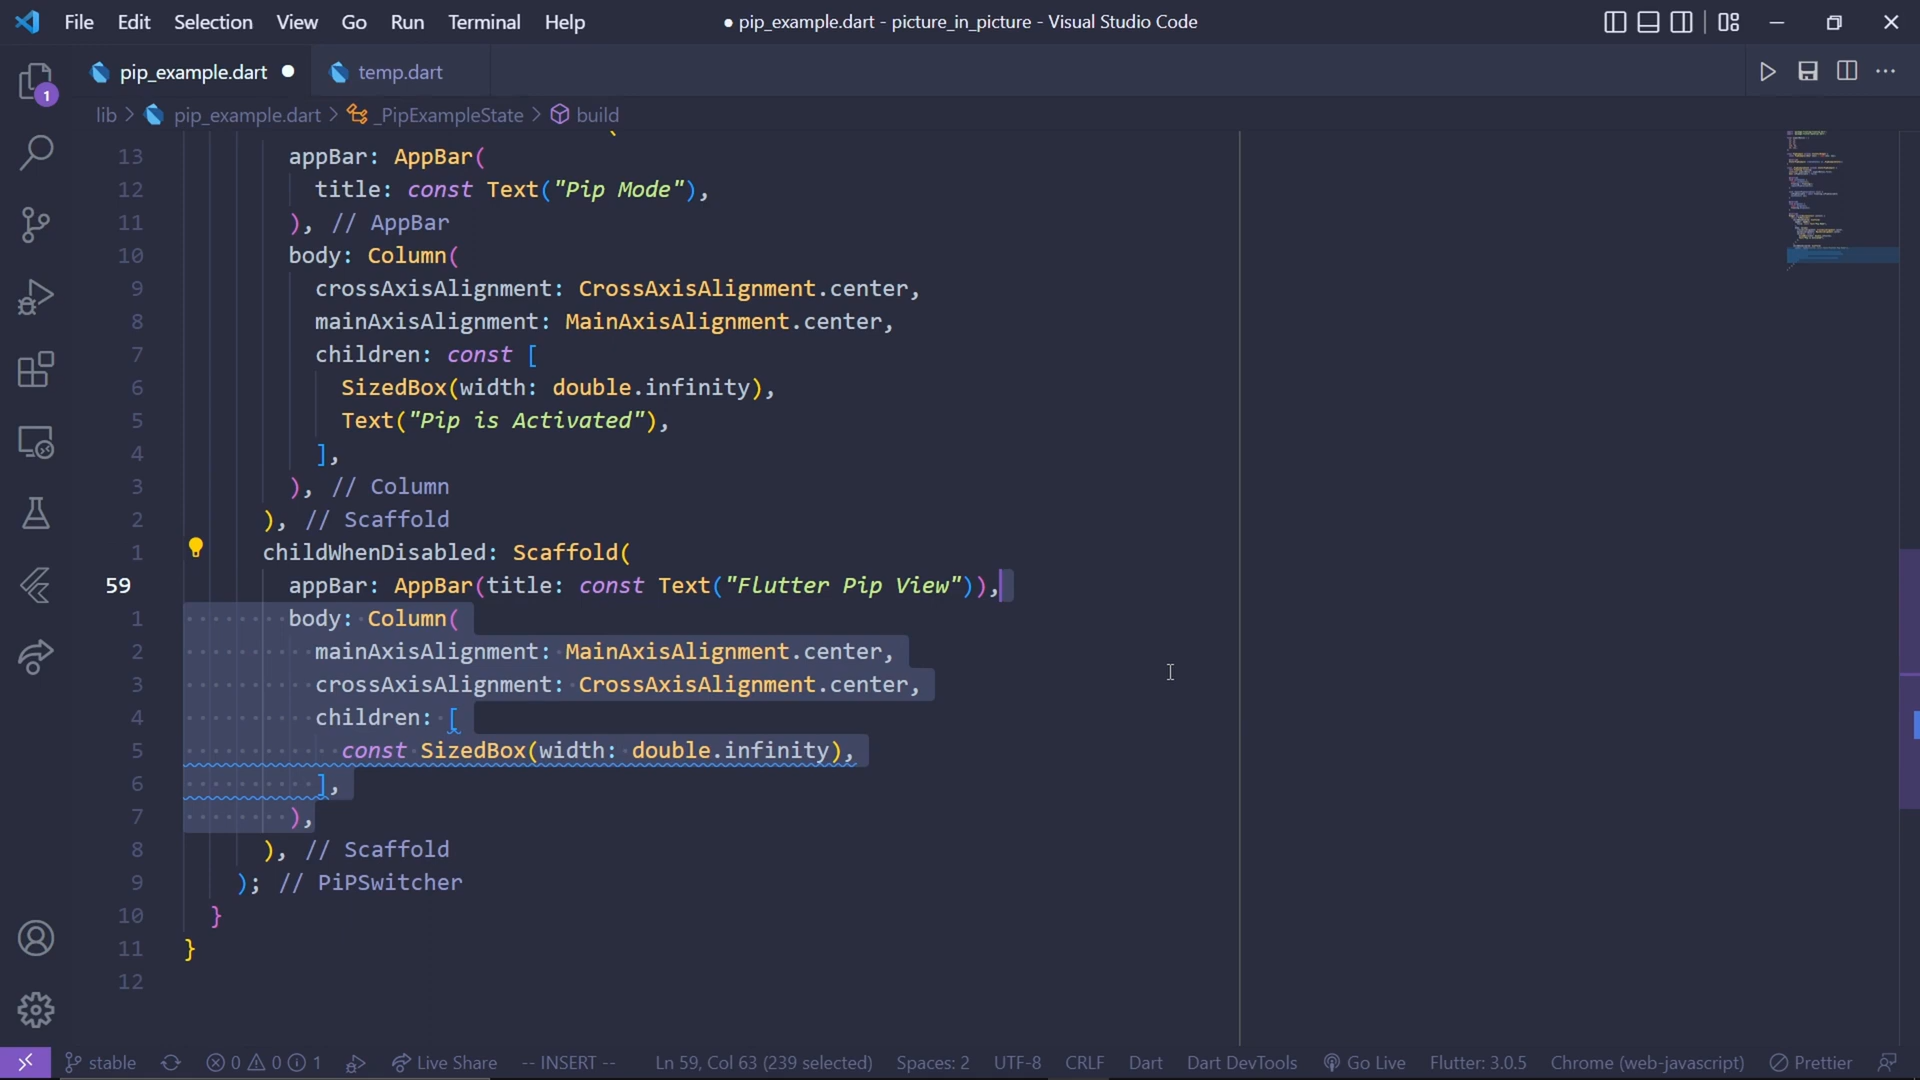 File Edit Selection View Go Run Terminal Help ● pip_example.dart - picture_in_picture - Visual Studio Code
pip_example.dart ● temp.dart
1
lib > pip_example.dart > _PipExampleState > build
13 appBar: AppBar(
12 title: const Text("Pip Mode"),
11 ), // AppBar
10 body: Column(
9 crossAxisAlignment: CrossAxisAlignment.center,
8 mainAxisAlignment: MainAxisAlignment.center,
7 children: const [
6 SizedBox(width: double.infinity),
5 Text("Pip is Activated"),
4 ],
3 ), // Column
2 ), // Scaffold
1 childWhenDisabled: Scaffold(
59 appBar: AppBar(title: const Text("Flutter Pip View")),
1 body: Column(
2 mainAxisAlignment: MainAxisAlignment.center,
3 crossAxisAlignment: CrossAxisAlignment.center,
4 children: [
5 const SizedBox(width: double.infinity),
6 ],
7 ),
8 ), // Scaffold
9 ); // PiPSwitcher
10 }
11 }
12
stable 0 0 1 Live Share -- INSERT -- Ln 59, Col 63 (239 selected) Spaces: 2 UTF-8 CRLF Dart Dart DevTools Go Live Flutter: 3.0.5 Chrome (web-javascript) Prettier